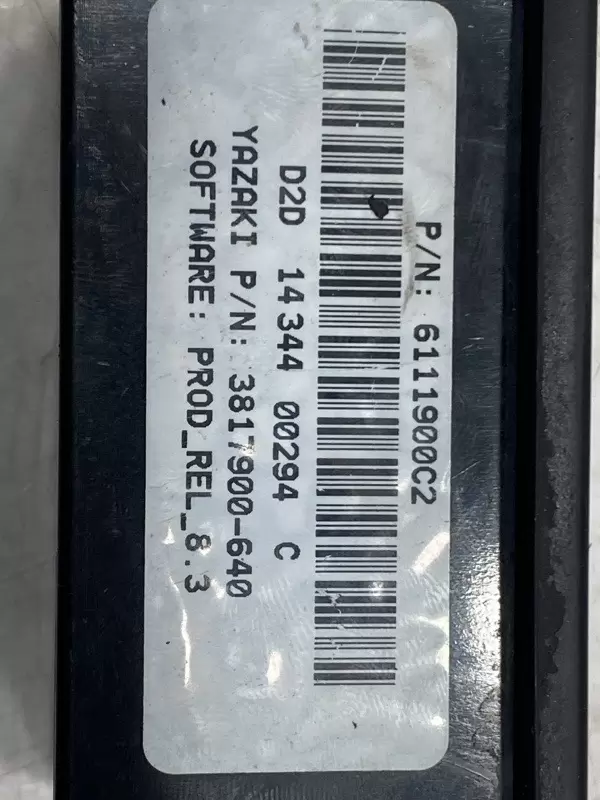 P/N: 6111900C2
D2D 14344 00294 C
YAZAKI P/N: 3817900-640
SOFTWARE: PROD_REL_8.3